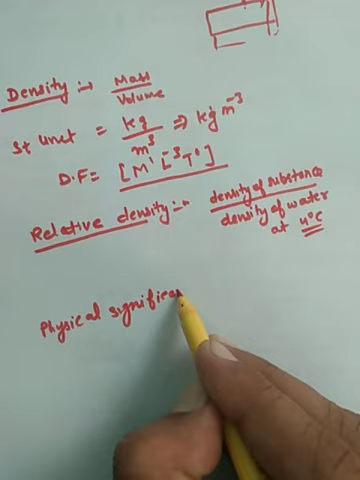 Density :- Mass
Volume
SI unit = kg
m³ ⇒ kg m⁻³
D.F = [M¹ L⁻³ T⁰]
Relative density :- density of substance
density of water
at 4°C
Physical significan